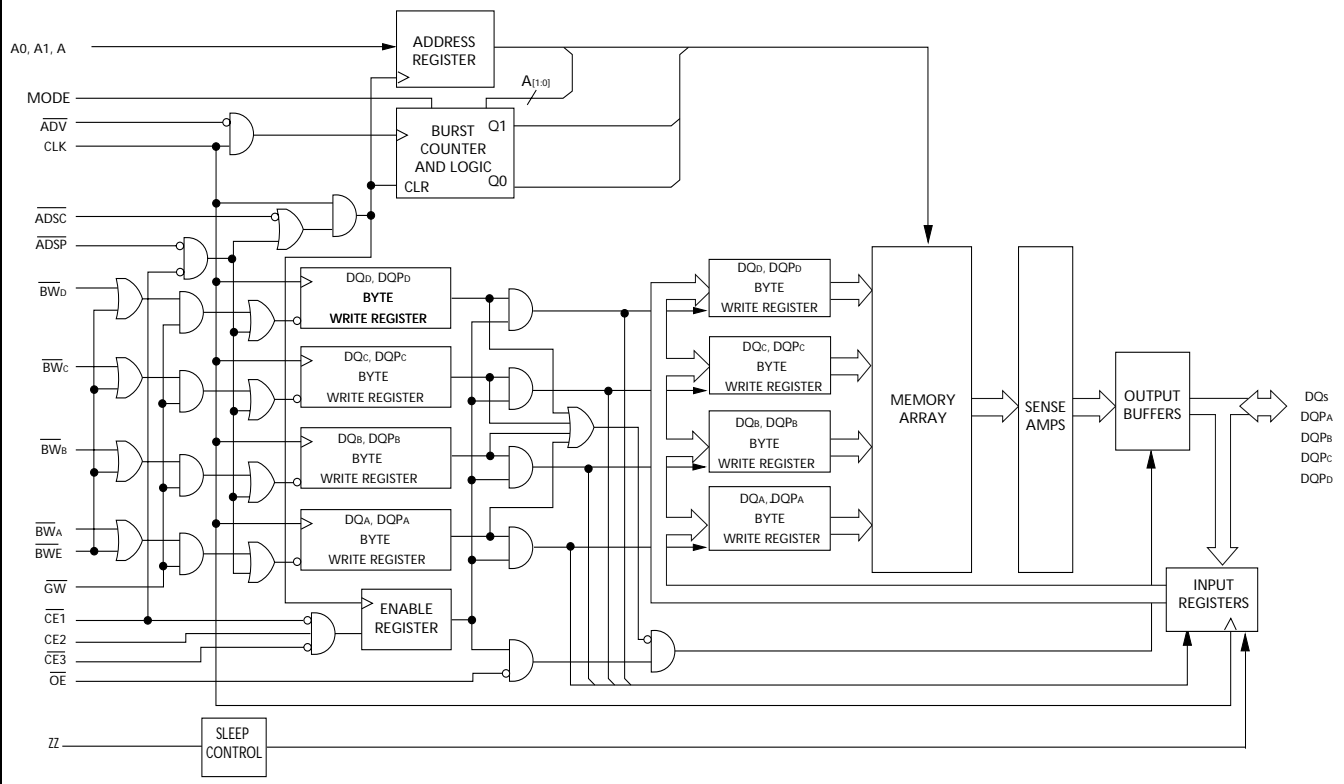 A0, A1, A
ADDRESS
REGISTER
MODE
A[1:0]
ADV
CLK
BURST
COUNTER
AND LOGIC
Q1
Q0
CLR
ADSC
ADSP
BWD
DQD, DQPD
BYTE
WRITE REGISTER
DQD, DQPD
BYTE
WRITE REGISTER
BWC
DQC, DQPC
BYTE
WRITE REGISTER
DQC, DQPC
BYTE
WRITE REGISTER
BWB
DQB, DQPB
BYTE
WRITE REGISTER
DQB, DQPB
BYTE
WRITE REGISTER
BWA
BWE
DQA, DQPA
BYTE
WRITE REGISTER
DQA, DQPA
BYTE
WRITE REGISTER
MEMORY
ARRAY
SENSE
AMPS
OUTPUT
BUFFERS
DQs
DQPA
DQPB
DQPC
DQPD
GW
CE1
CE2
CE3
OE
ENABLE
REGISTER
INPUT
REGISTERS
ZZ
SLEEP
CONTROL